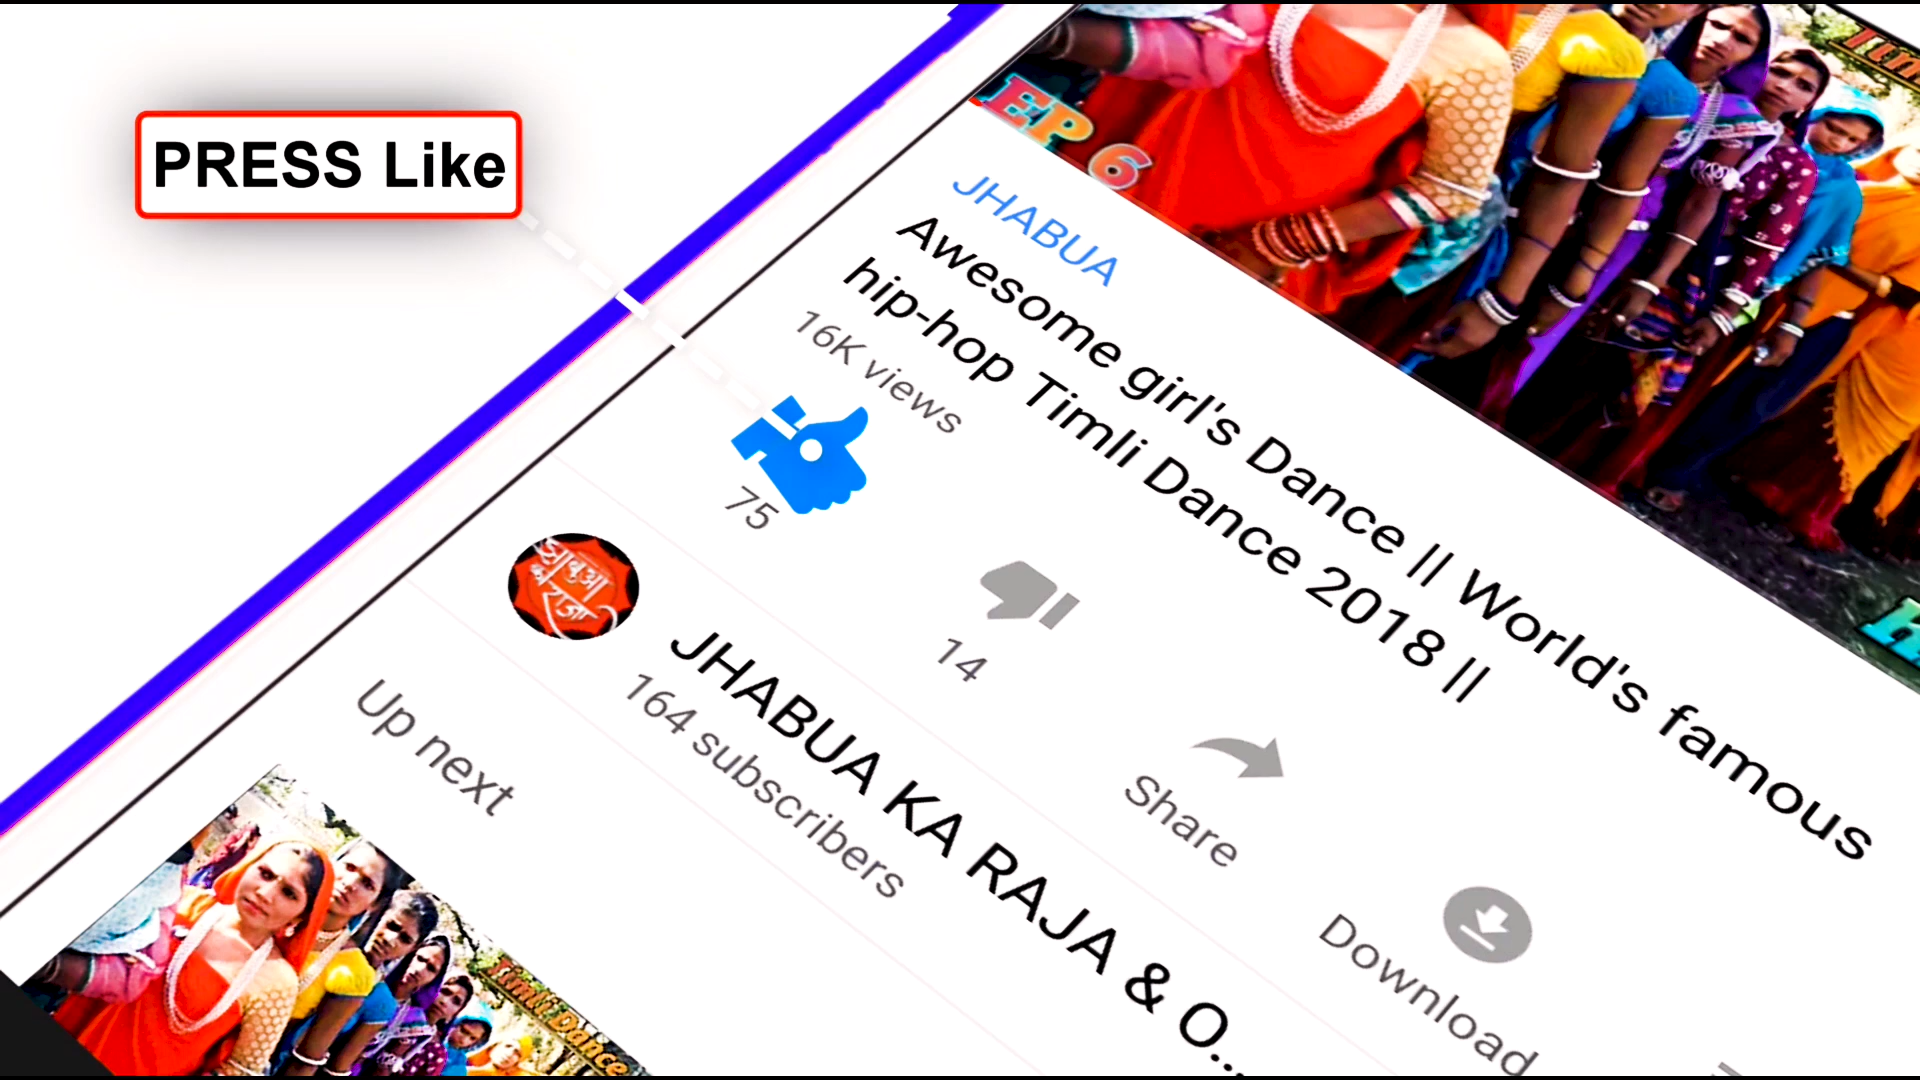 PRESS Like
EP 6
JHABUA
Awesome girl's Dance || World's famous
hip-hop Timli Dance 2018 ||
16K views
75
14
Share
Download
झाबुआ
का
राजा
JHABUA KA RAJA & O...
164 subscribers
Up next
Timli Dance